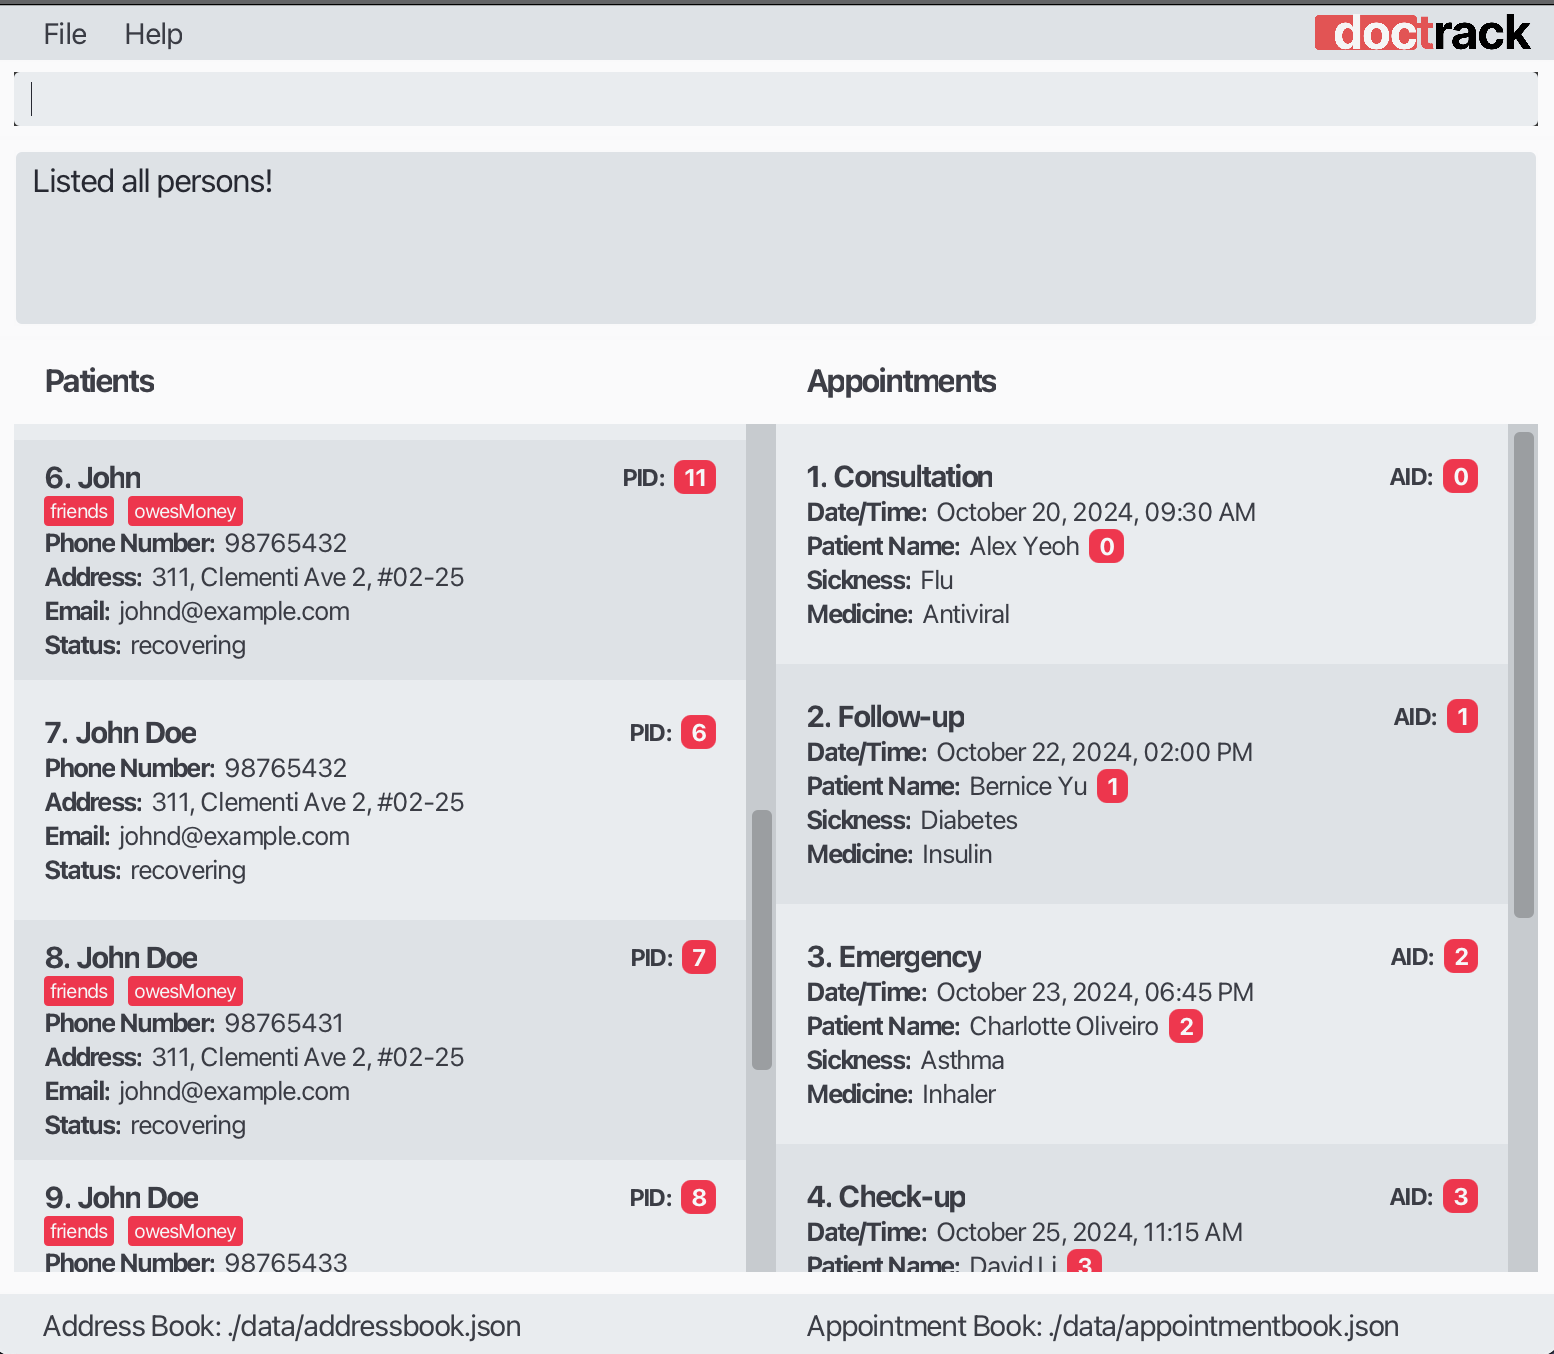 File Help
doctrack
Listed all persons!
Patients
6. John PID: 11
friends owesMoney
Phone Number: 98765432
Address: 311, Clementi Ave 2, #02-25
Email: johnd@example.com
Status: recovering
7. John Doe PID: 6
Phone Number: 98765432
Address: 311, Clementi Ave 2, #02-25
Email: johnd@example.com
Status: recovering
8. John Doe PID: 7
friends owesMoney
Phone Number: 98765431
Address: 311, Clementi Ave 2, #02-25
Email: johnd@example.com
Status: recovering
9. John Doe PID: 8
friends owesMoney
Phone Number: 98765433
Appointments
1. Consultation AID: 0
Date/Time: October 20, 2024, 09:30 AM
Patient Name: Alex Yeoh 0
Sickness: Flu
Medicine: Antiviral
2. Follow-up AID: 1
Date/Time: October 22, 2024, 02:00 PM
Patient Name: Bernice Yu 1
Sickness: Diabetes
Medicine: Insulin
3. Emergency AID: 2
Date/Time: October 23, 2024, 06:45 PM
Patient Name: Charlotte Oliveiro 2
Sickness: Asthma
Medicine: Inhaler
4. Check-up AID: 3
Date/Time: October 25, 2024, 11:15 AM
Patient Name: David Li 3
Address Book: ./data/addressbook.json
Appointment Book: ./data/appointmentbook.json